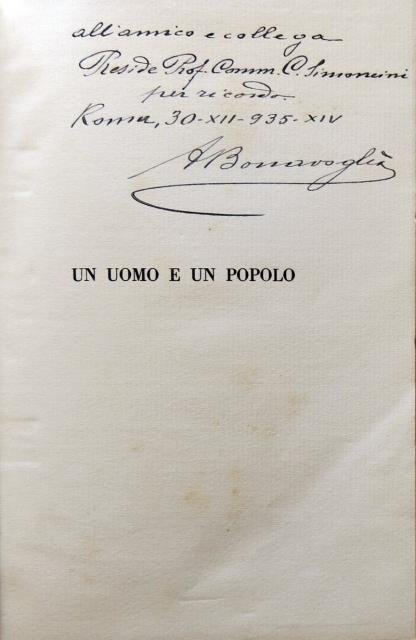 all'amico e collega
Preside Prof. Comm. C. Simoncini
per ricordo.
Roma, 30-XII-935-XIV
A Bonavoglia
UN UOMO E UN POPOLO